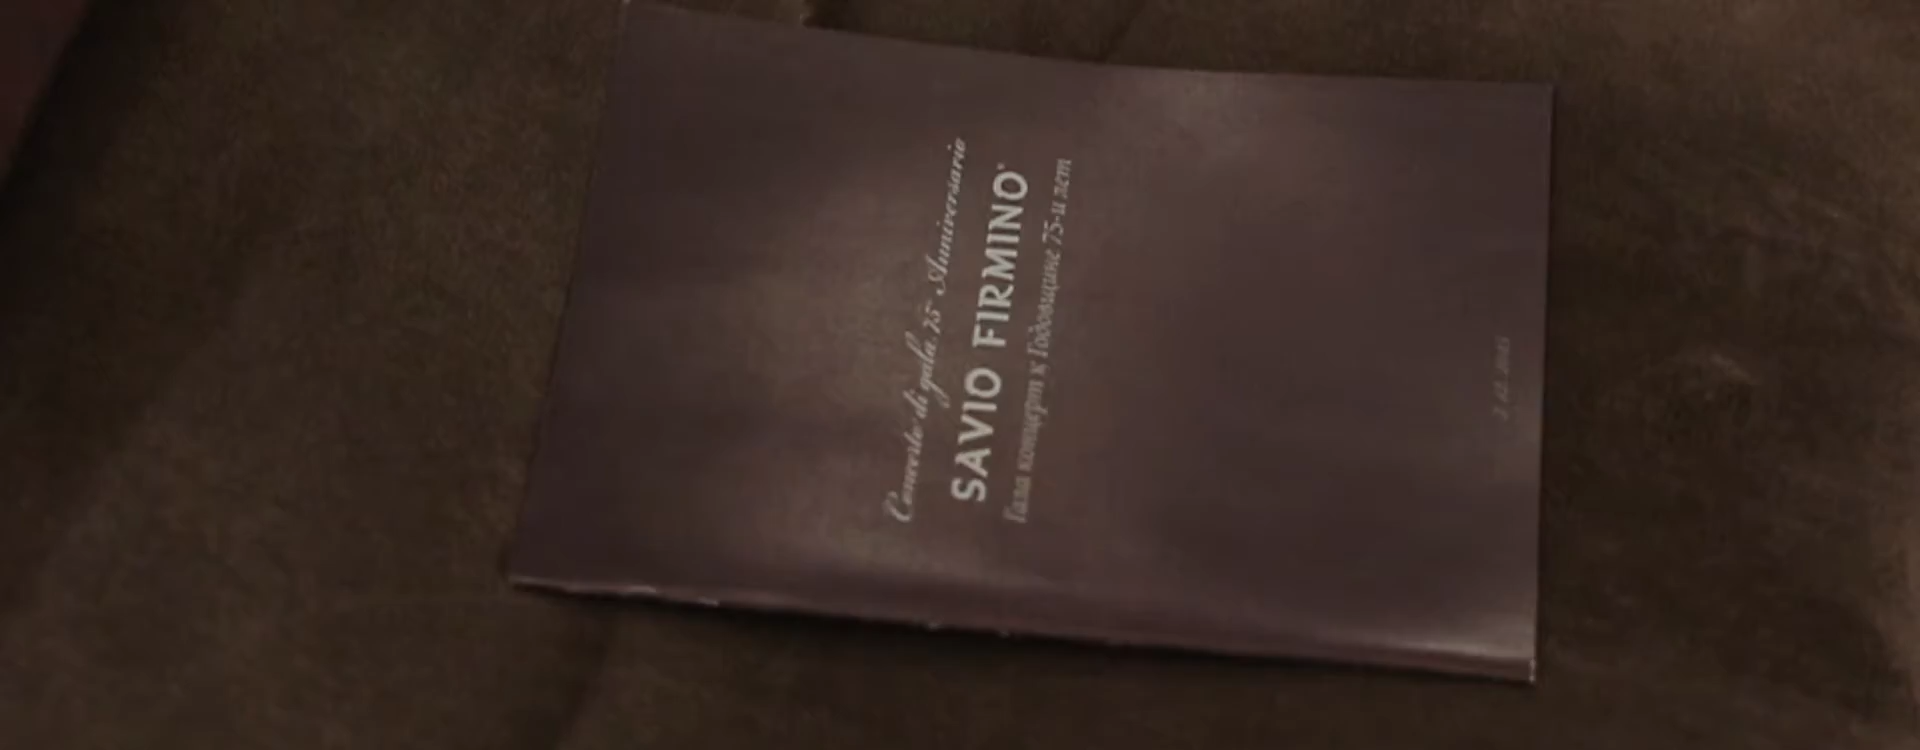 Concerto di gala. 75° Anniversario
SAVIO FIRMINO
Гала концерт к Годовщине 75-и лет